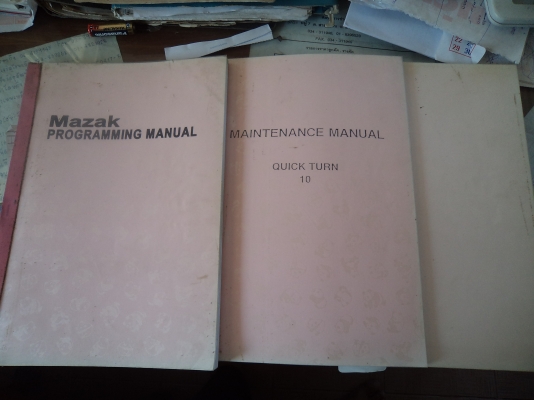 Mazak
PROGRAMMING MANUAL
MAINTENANCE MANUAL
QUICK TURN
10